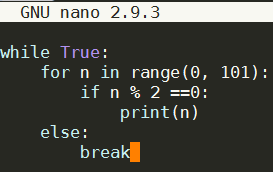 GNU nano 2.9.3
while True:
    for n in range(0, 101):
        if n % 2 ==0:
            print(n)
    else:
        break